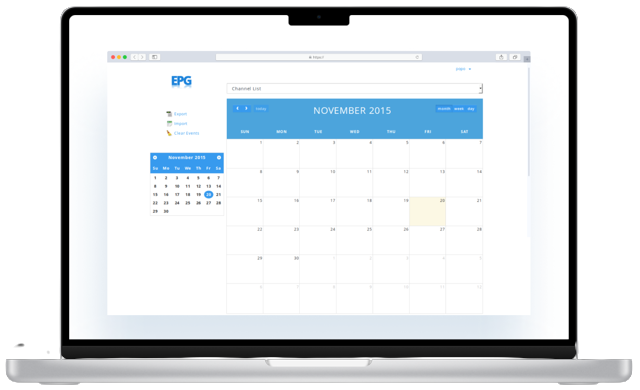 EPG
Channel List
Export
Import
Clear Events
today
NOVEMBER 2015
month week day
SUN MON TUE WED THU FRI SAT
1 2 3 4 5 6 7
8 9 10 11 12 13 14
15 16 17 18 19 20 21
22 23 24 25 26 27 28
29 30 1 2 3 4 5
6 7 8 9 10 11 12
November 2015
Su Mo Tu We Th Fr Sa
1 2 3 4 5 6 7
8 9 10 11 12 13 14
15 16 17 18 19 20 21
22 23 24 25 26 27 28
29 30